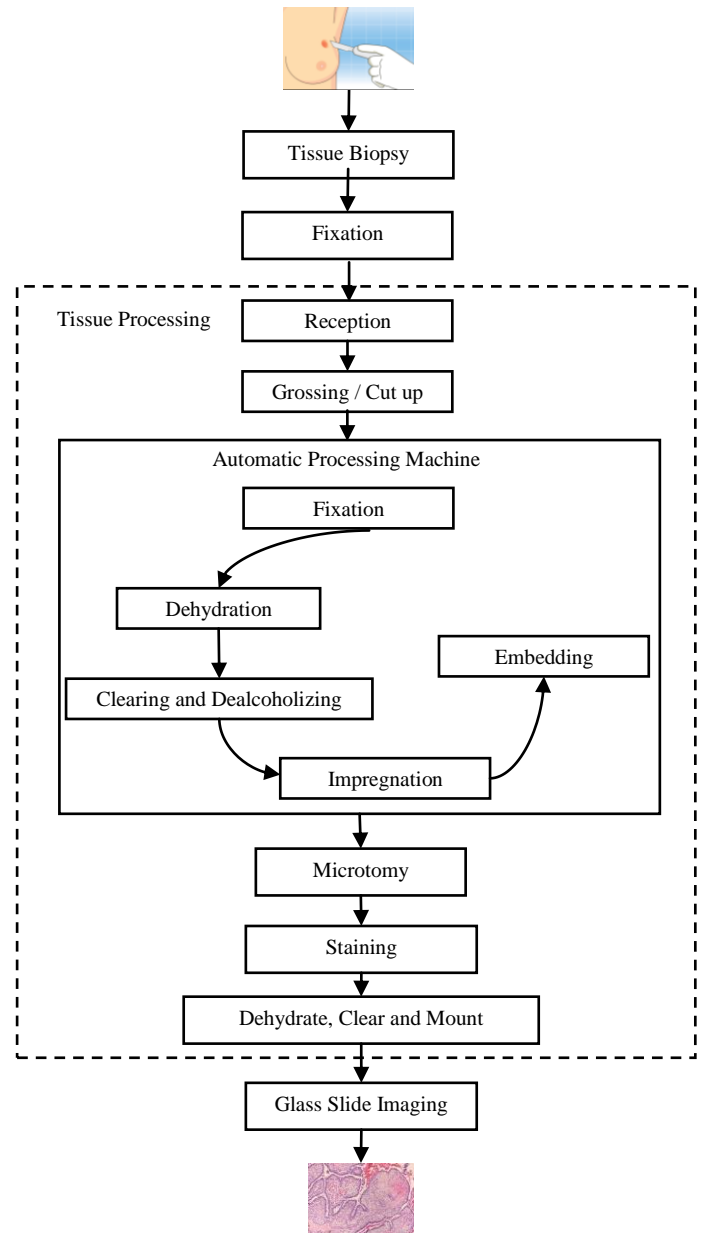 Tissue Biopsy
Fixation
Tissue Processing
Reception
Grossing / Cut up
Automatic Processing Machine
Fixation
Dehydration
Embedding
Clearing and Dealcoholizing
Impregnation
Microtomy
Staining
Dehydrate, Clear and Mount
Glass Slide Imaging